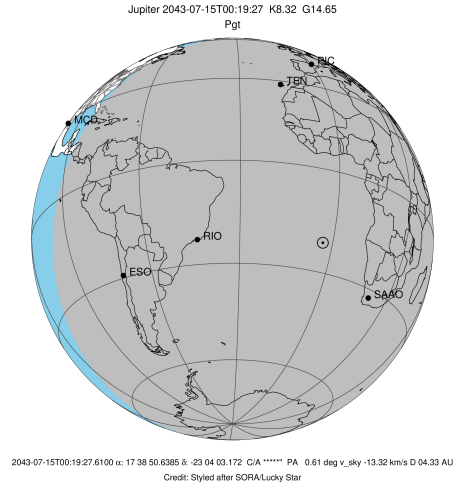 Jupiter 2043-07-15T00:19:27 K8.32 G14.65
Pgt
PIC
TBN
MCD
RIO
ESO
SAAO
2043-07-15T00:19:27.6100 α: 17 38 50.6385 δ: -23 04 03.172 C/A *****" PA 0.61 deg v_sky -13.32 km/s D 04.33 AU
Credit: Styled after SORA/Lucky Star